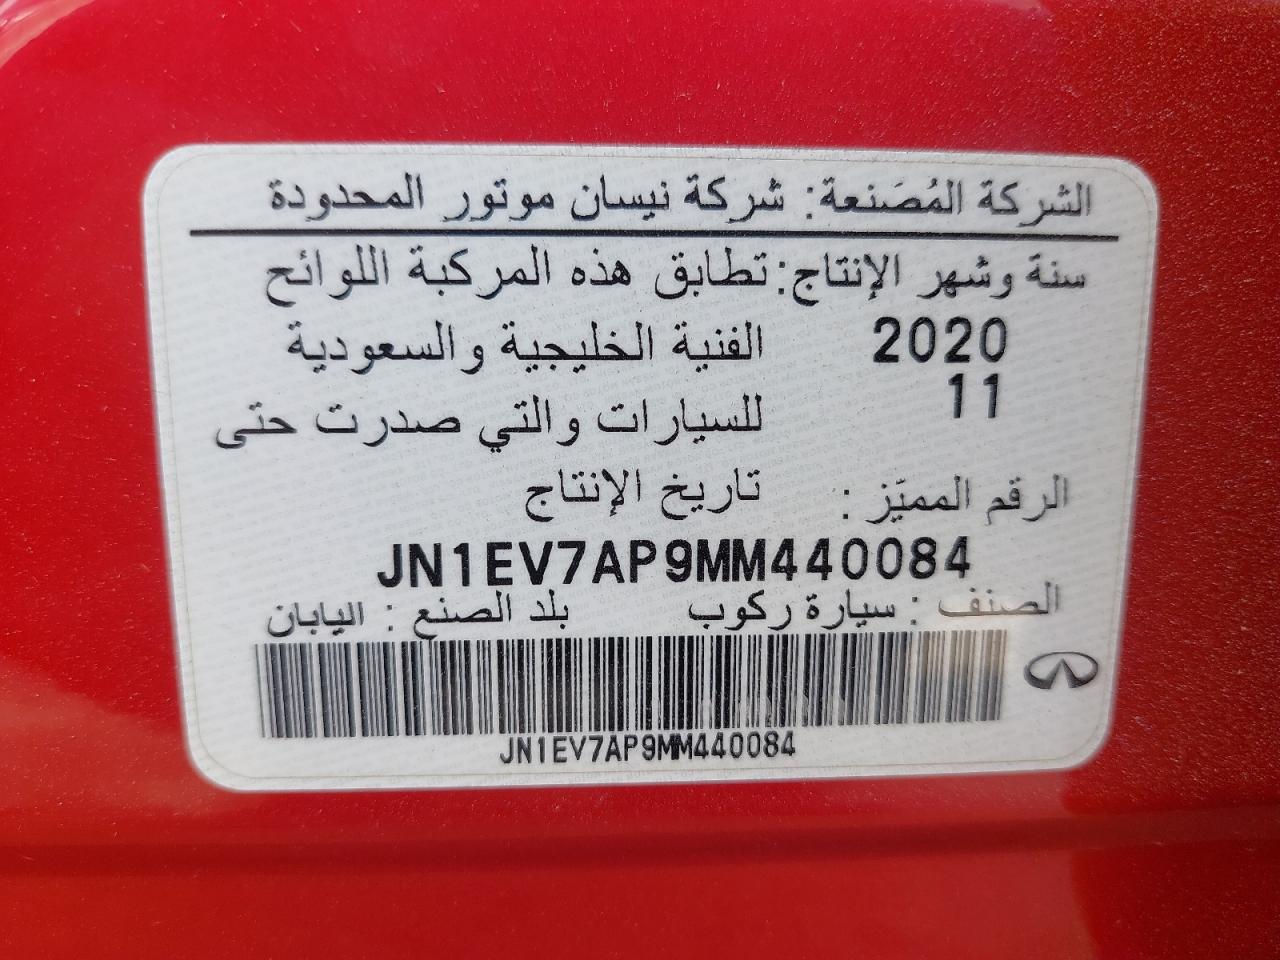 الشركة المُصَنعة: شركة نيسان موتور المحدودة
سنة وشهر الإنتاج: تطابق هذه المركبة اللوائح
2020 الفنية الخليجية والسعودية
11 للسيارات والتي صدرت حتى
الرقم المميّز : تاريخ الإنتاج
JN1EV7AP9MM440084
الصنف : سيارة ركوب بلد الصنع : اليابان
JN1EV7AP9MM440084